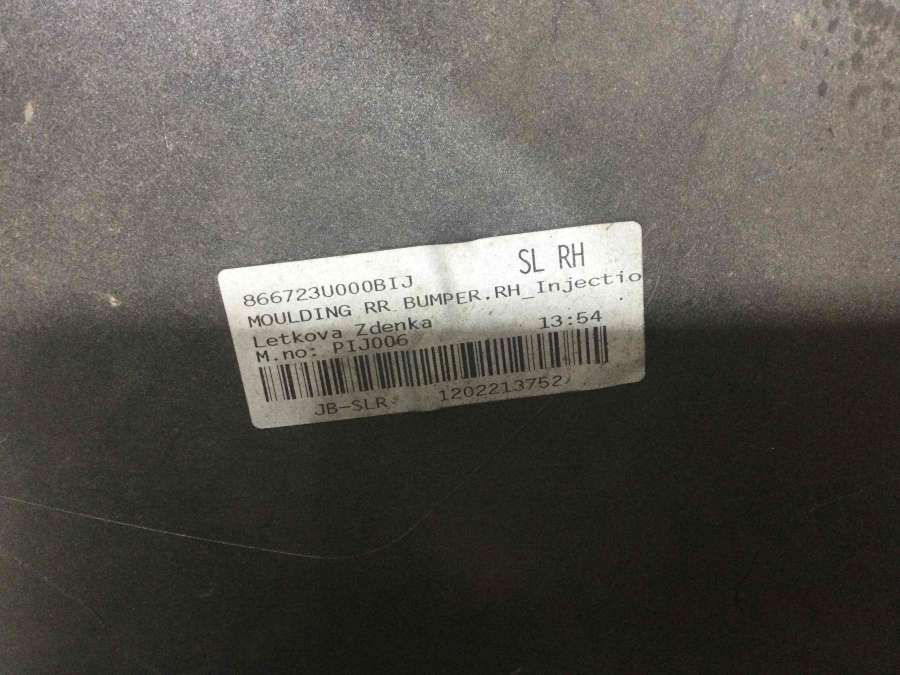 SL RH
866723U000BIJ
MOULDING RR BUMPER.RH_Injectio
Letkova Zdenka 13:54
M.no: PIJ006
JB-SLR 1202213752